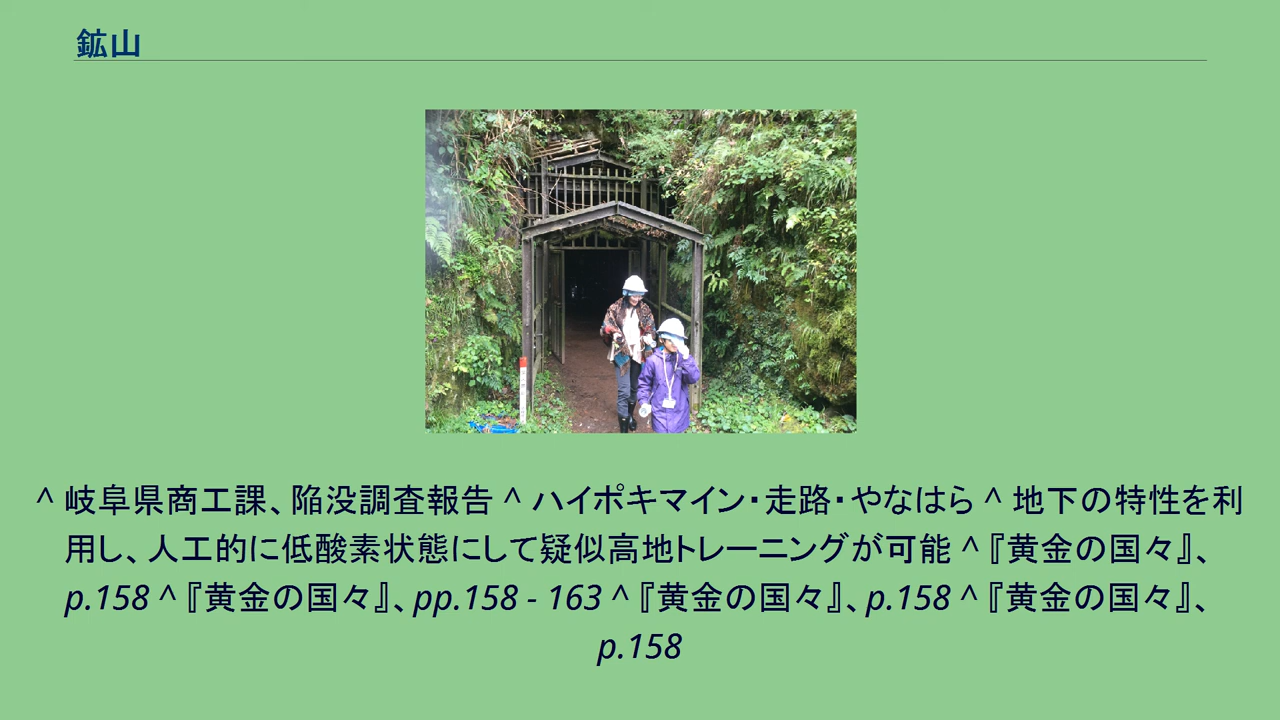 鉱山
^ 岐阜県商工課、陥没調査報告 ^ ハイポキマイン・走路・やなはら ^ 地下の特性を利
用し、人工的に低酸素状態にして疑似高地トレーニングが可能 ^『黄金の国々』、
p.158 ^『黄金の国々』、pp.158 - 163 ^『黄金の国々』、p.158 ^『黄金の国々』、
p.158